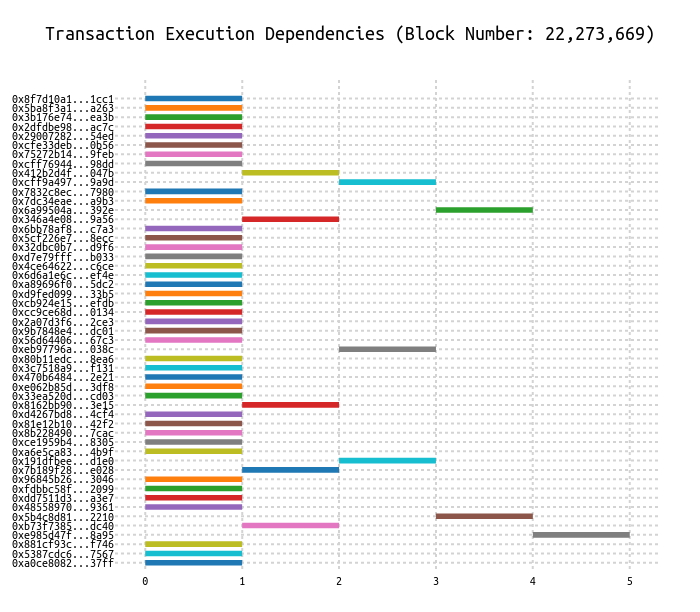 Transaction Execution Dependencies (Block Number: 22,273,669)
0x8f7d10a1...1cc1
0x5ba8f3a1...a263
0x3b176e74...ea3b
0x2dfdbe98...ac7c
0x29007282...54ed
0xcfe33deb...0b56
0x75272b14...9feb
0xcff76944...98dd
0x412b2d4f...047b
0xcff9a497...9a9d
0x7832c8ec...7980
0x7dc34eae...a9b3
0x6a99504a...392e
0x346a4e08...9a56
0x6bb78af8...c7a3
0x5cf226e7...8ecc
0x32dbc0b7...d9f6
0xd7e79fff...b033
0x4ce64622...c6ce
0x6d6a1e6c...ef4e
0xa89696f0...5dc2
0xd9fed099...33b5
0xcb924e15...efdb
0xcc9ce68d...0134
0x2a07d3f6...2ce3
0x9b7848e4...dc01
0x56d64406...67c3
0xeb97796a...038c
0x80b11edc...8ea6
0x3c7518a9...f131
0x470b6484...2e21
0xe062b85d...3df8
0x33ea520d...cd03
0x8162bb90...3e15
0xd4267bd8...4cf4
0x81e12b10...42f2
0x8b228490...7cac
0xce1959b4...8305
0xa6e5ca83...4b9f
0x191dfbee...d1e0
0x7b189f28...e028
0x96845b26...3046
0xfdbbc58f...2099
0xdd7511d3...a3e7
0x48558970...9361
0x5b4c8d81...2210
0xb73f7385...dc40
0xe985d47f...8a95
0x881cf93c...f746
0x5387cdc6...7567
0xa0ce8082...37ff
0 1 2 3 4 5